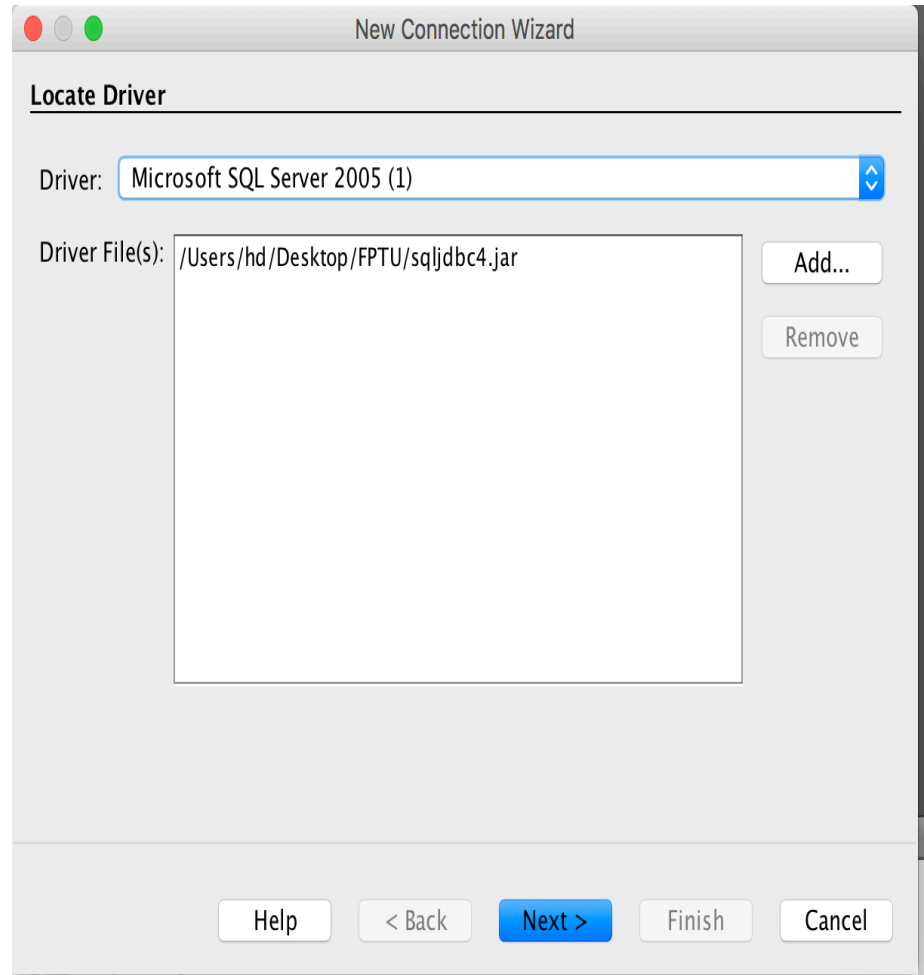 New Connection Wizard
Locate Driver
Driver: Microsoft SQL Server 2005 (1)
Driver File(s): /Users/hd/Desktop/FPTU/sqljdbc4.jar
Add...
Remove
Help < Back Next > Finish Cancel